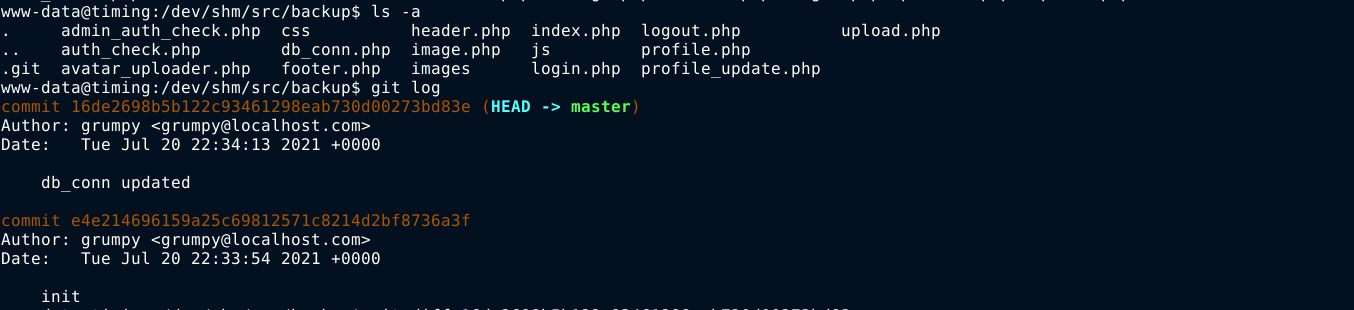 www-data@timing:/dev/shm/src/backup$ ls -a
. admin_auth_check.php css header.php index.php logout.php upload.php
.. auth_check.php db_conn.php image.php js profile.php
.git avatar_uploader.php footer.php images login.php profile_update.php
www-data@timing:/dev/shm/src/backup$ git log
commit 16de2698b5b122c93461298eab730d00273bd83e (HEAD -> master)
Author: grumpy <grumpy@localhost.com>
Date: Tue Jul 20 22:34:13 2021 +0000
db_conn updated
commit e4e214696159a25c69812571c8214d2bf8736a3f
Author: grumpy <grumpy@localhost.com>
Date: Tue Jul 20 22:33:54 2021 +0000
init